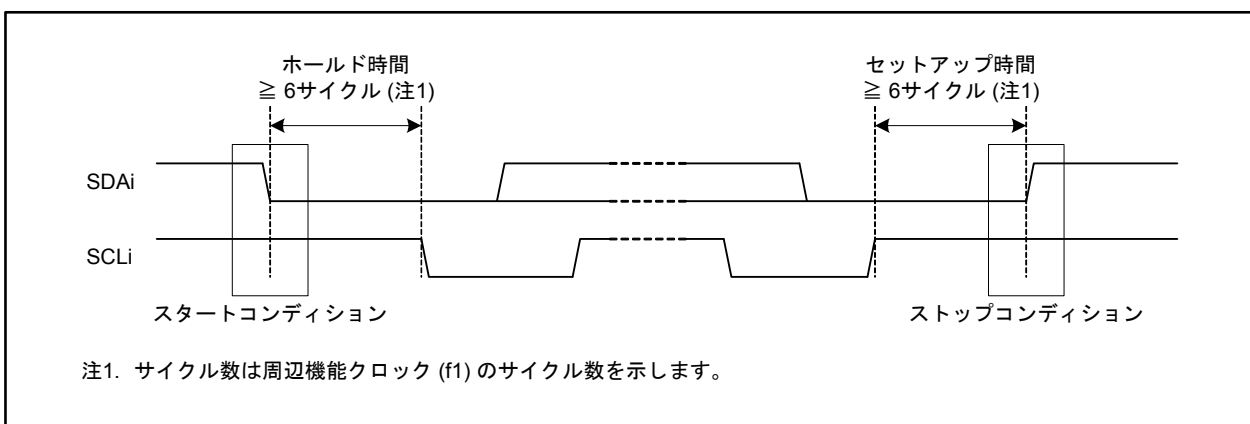 ホールド時間
≧ 6サイクル (注1)
セットアップ時間
≧ 6サイクル (注1)
SDAi
SCLi
スタートコンディション
ストップコンディション
注1. サイクル数は周辺機能クロック (f1) のサイクル数を示します。